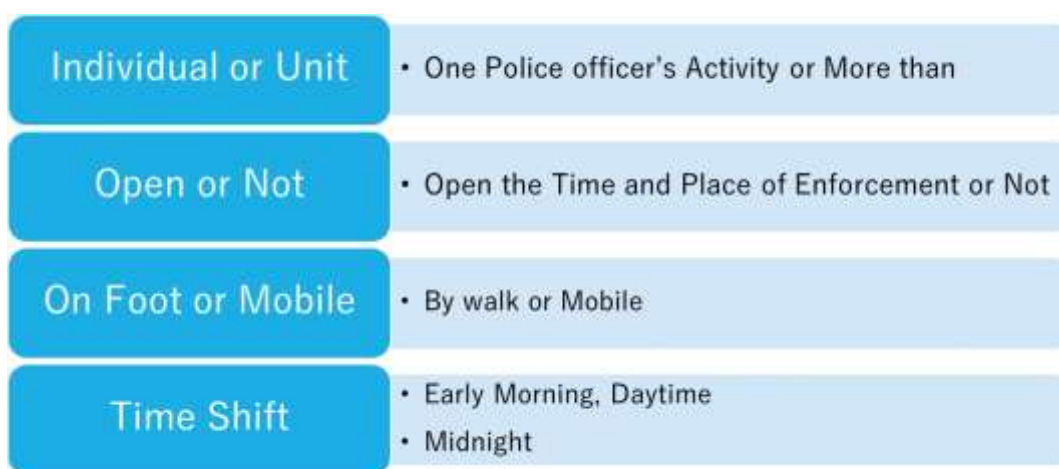 Individual or Unit
• One Police officer's Activity or More than
Open or Not
• Open the Time and Place of Enforcement or Not
On Foot or Mobile
• By walk or Mobile
Time Shift
• Early Morning, Daytime
• Midnight